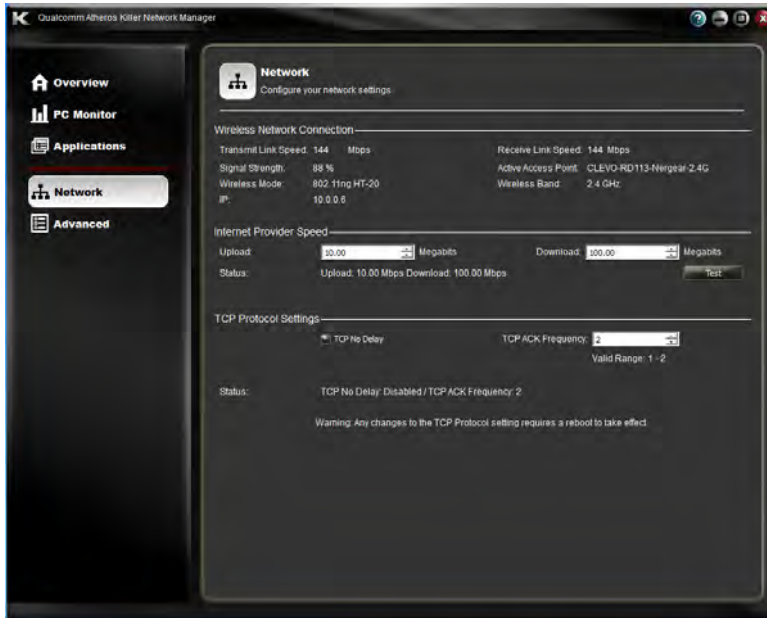 K Qualcomm Atheros Killer Network Manager
Overview
PC Monitor
Applications
Network
Advanced
Network
Configure your network settings
Wireless Network Connection
Transmit Link Speed: 144 Mbps
Receive Link Speed: 144 Mbps
Signal Strength: 88 %
Active Access Point: CLEVO-RD113-Nergear-2.4G
Wireless Mode: 802.11ng HT-20
Wireless Band: 2.4 GHz
IP: 10.0.0.6
Internet Provider Speed
Upload: 10.00 Megabits
Download: 100.00 Megabits
Status: Upload: 10.00 Mbps Download: 100.00 Mbps
Test
TCP Protocol Settings
TCP No Delay
TCP ACK Frequency: 2
Valid Range: 1 - 2
Status: TCP No Delay: Disabled / TCP ACK Frequency: 2
Warning: Any changes to the TCP Protocol setting requires a reboot to take effect.